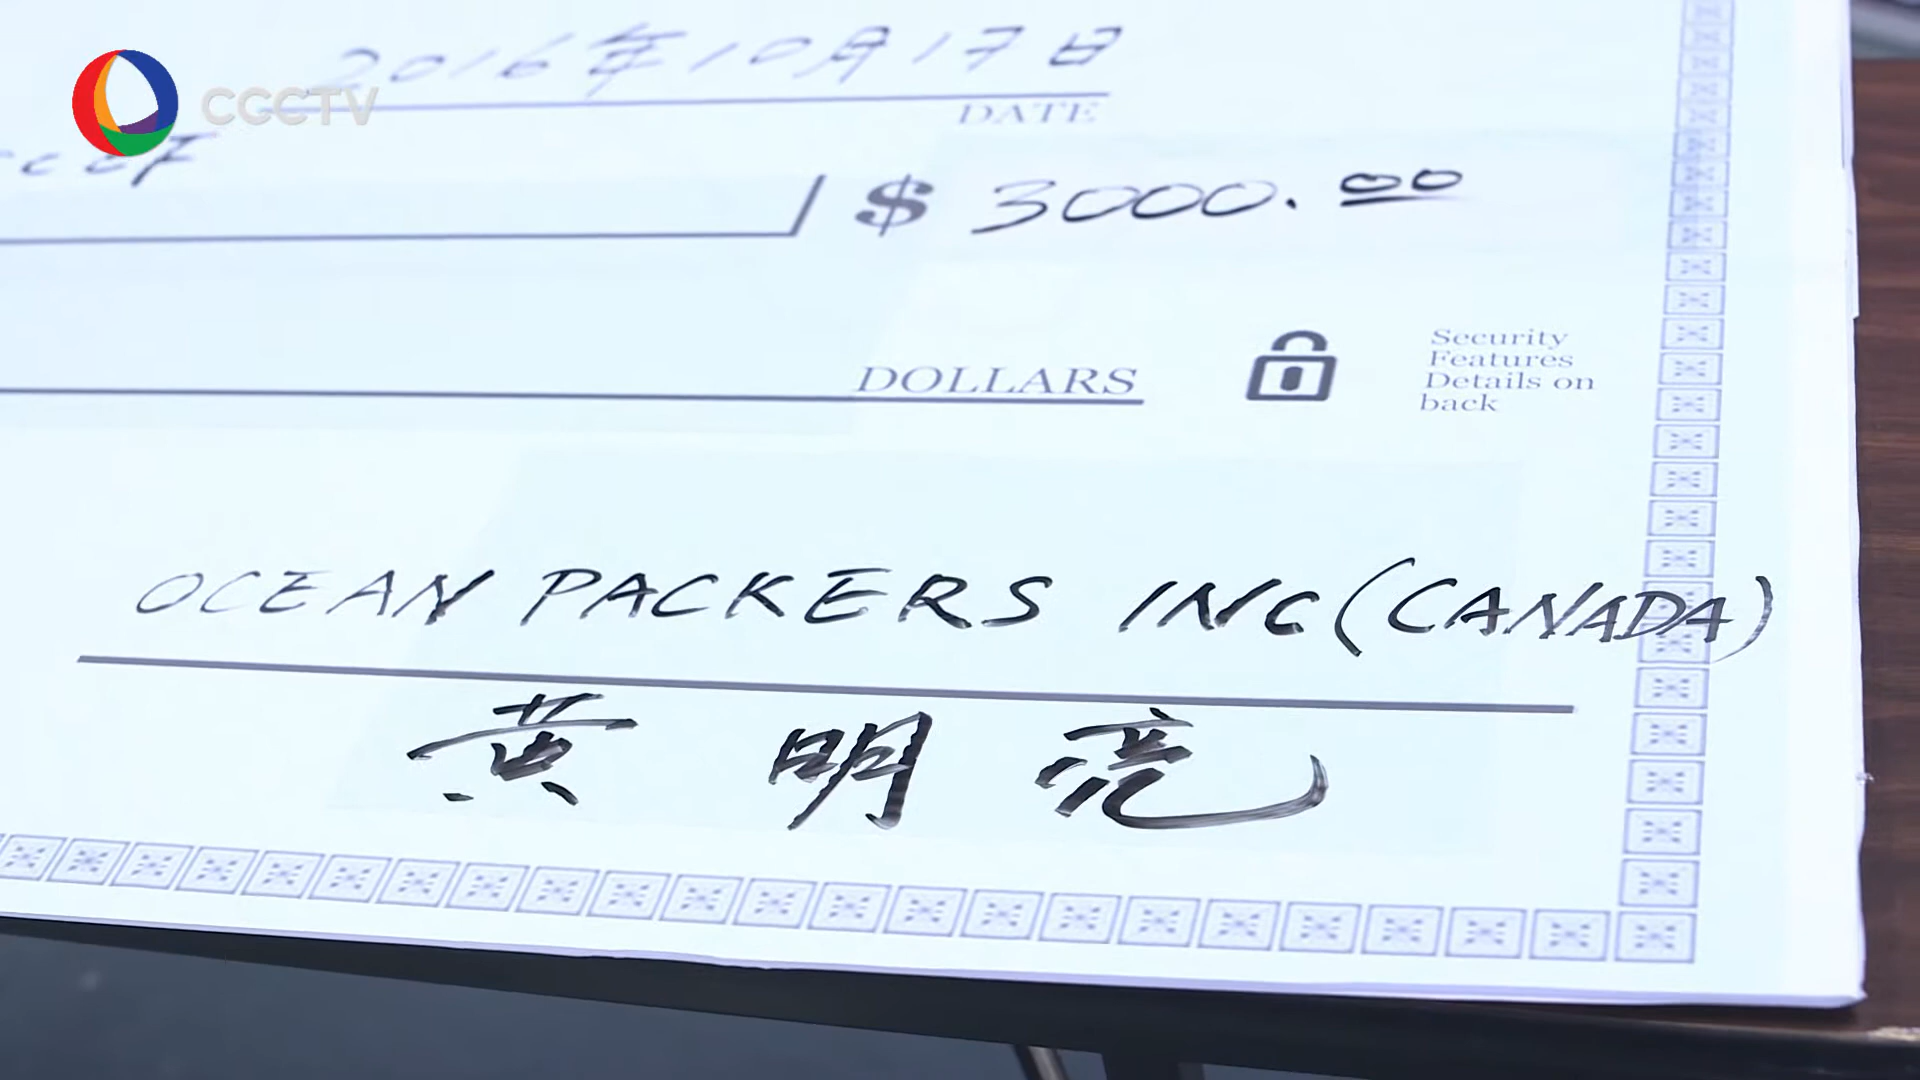 2016年10月17日
CGCTV
DATE
$ 3000.00
DOLLARS
Security
Features
Details on
back
OCEAN PACKERS INC(CANADA)
黄明亮